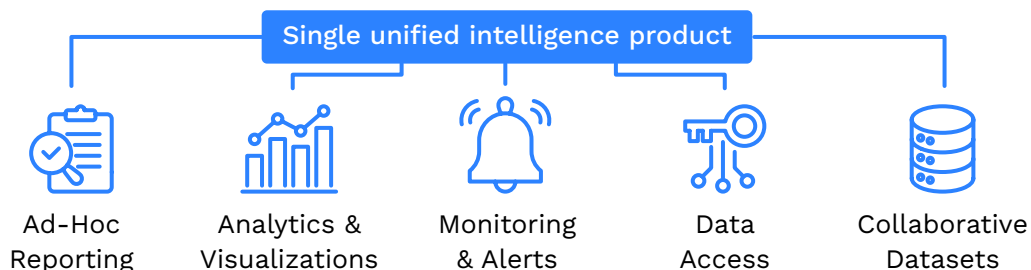 Single unified intelligence product
Ad-Hoc
Reporting
Analytics &
Visualizations
Monitoring
& Alerts
Data
Access
Collaborative
Datasets